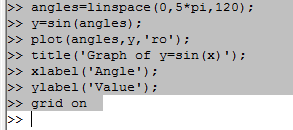 >> angles=linspace(0,5*pi,120);
>> y=sin(angles);
>> plot(angles,y,'ro');
>> title('Graph of y=sin(x)');
>> xlabel('Angle');
>> ylabel('Value');
>> grid on
>>